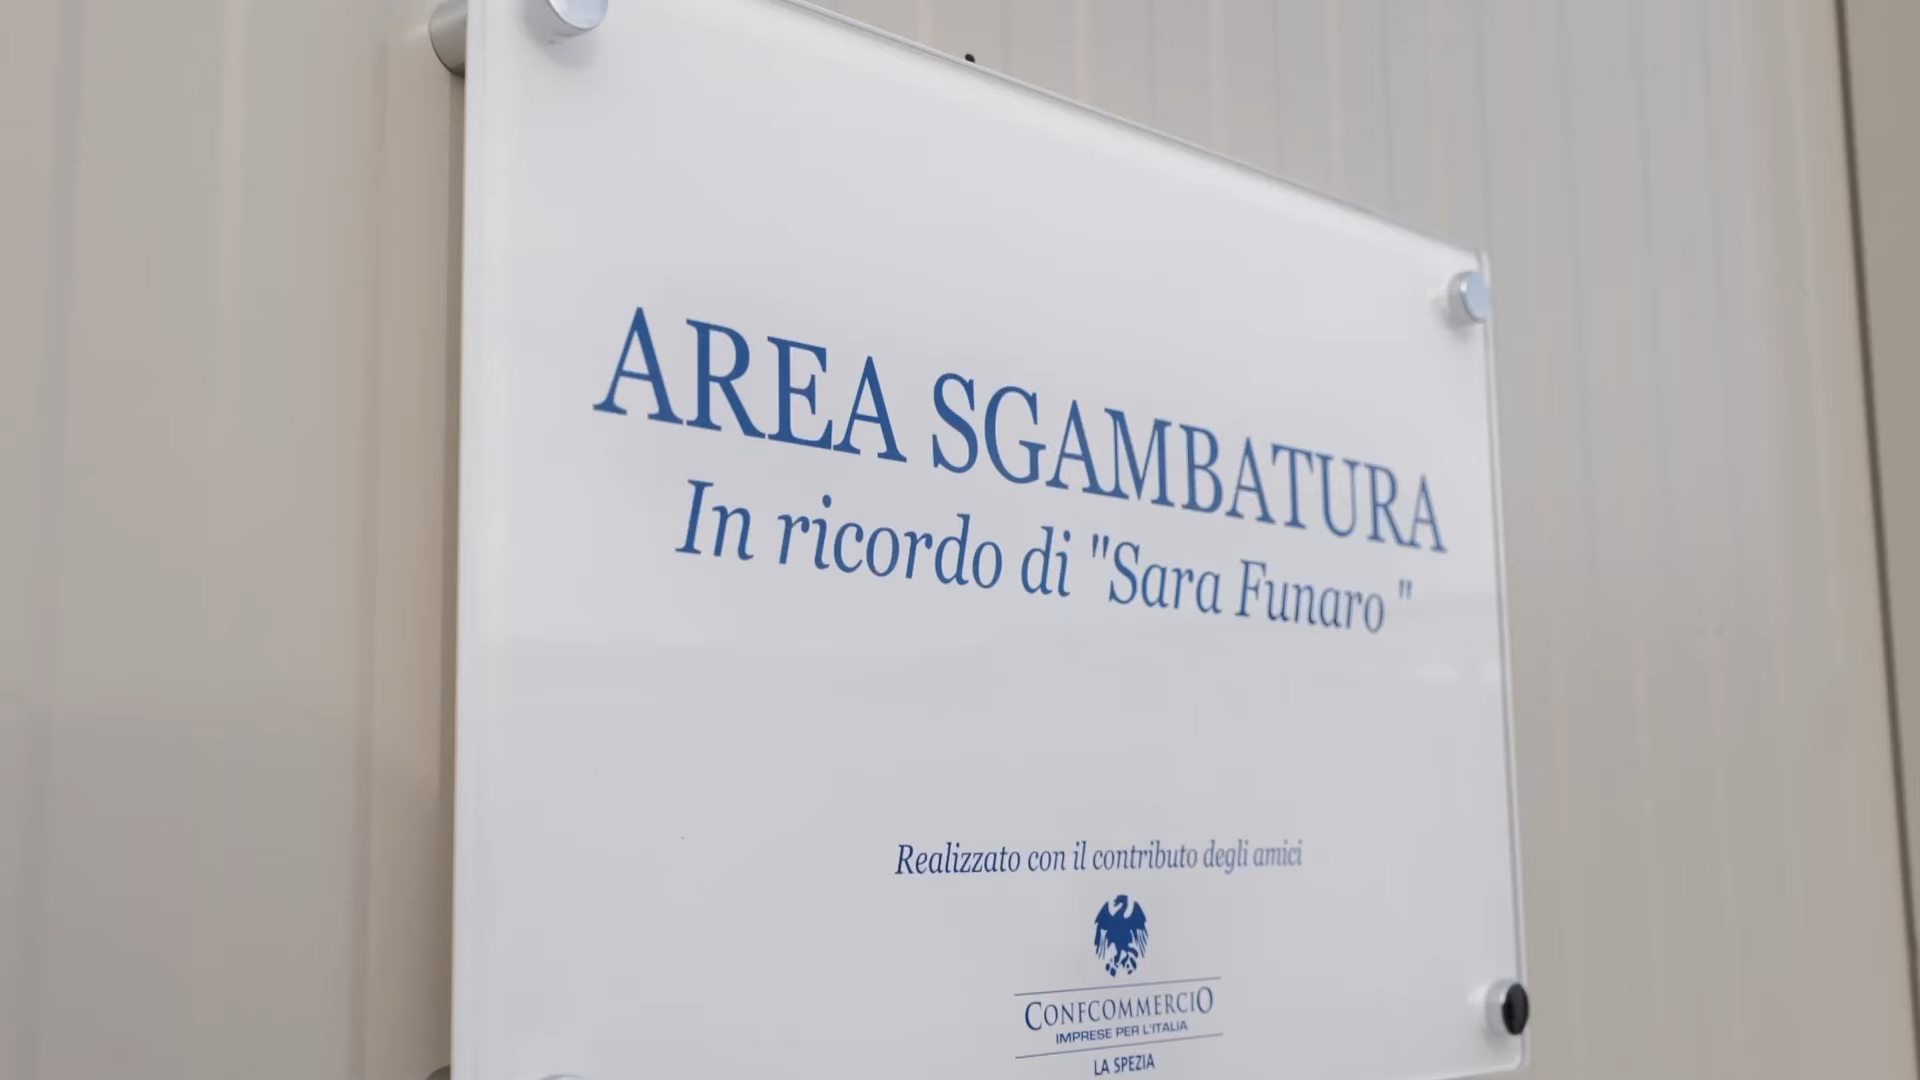 AREA SGAMBATURA
In ricordo di "Sara Funaro "
Realizzato con il contributo degli amici
CONFCOMMERCIO
IMPRESE PER L'ITALIA
LA SPEZIA